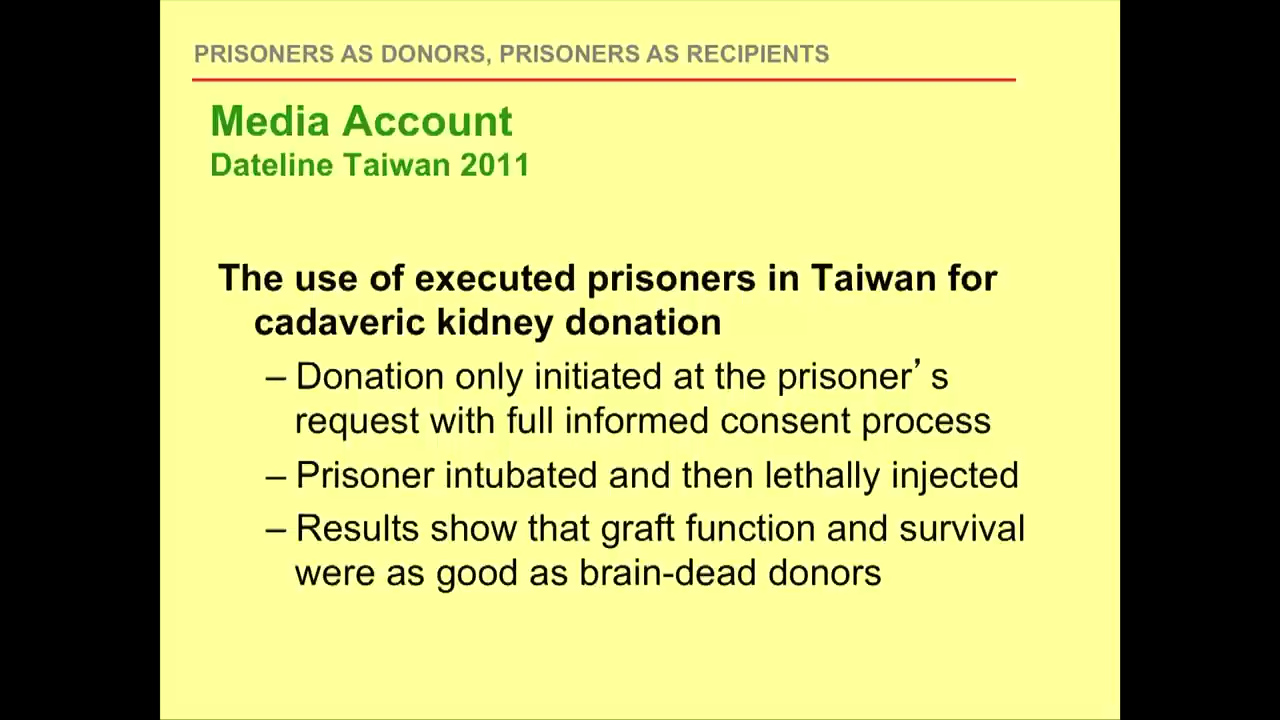 PRISONERS AS DONORS, PRISONERS AS RECIPIENTS
Media Account
Dateline Taiwan 2011
The use of executed prisoners in Taiwan for
cadaveric kidney donation
– Donation only initiated at the prisoner’s
request with full informed consent process
– Prisoner intubated and then lethally injected
– Results show that graft function and survival
were as good as brain-dead donors